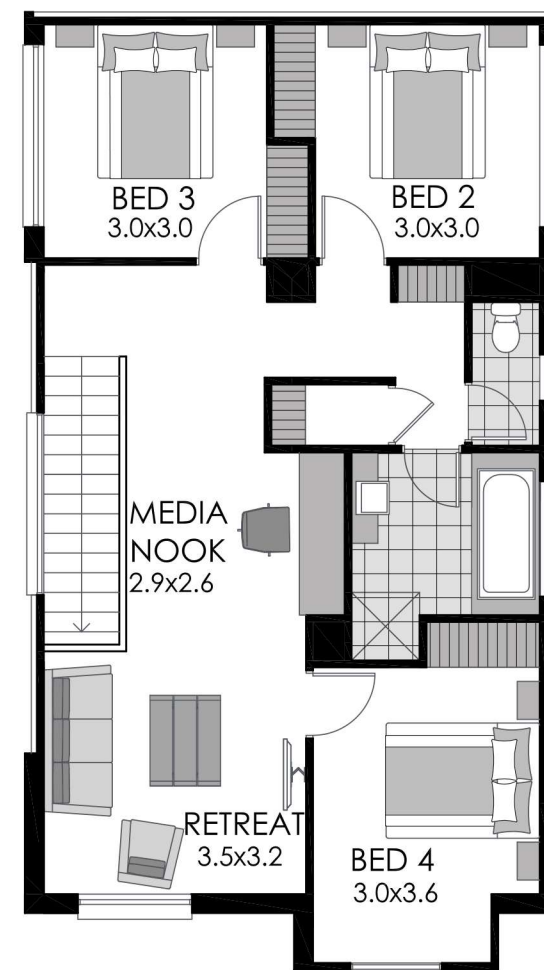 BED 3
3.0x3.0
BED 2
3.0x3.0
MEDIA
NOOK
2.9x2.6
RETREAT
3.5x3.2
BED 4
3.0x3.6